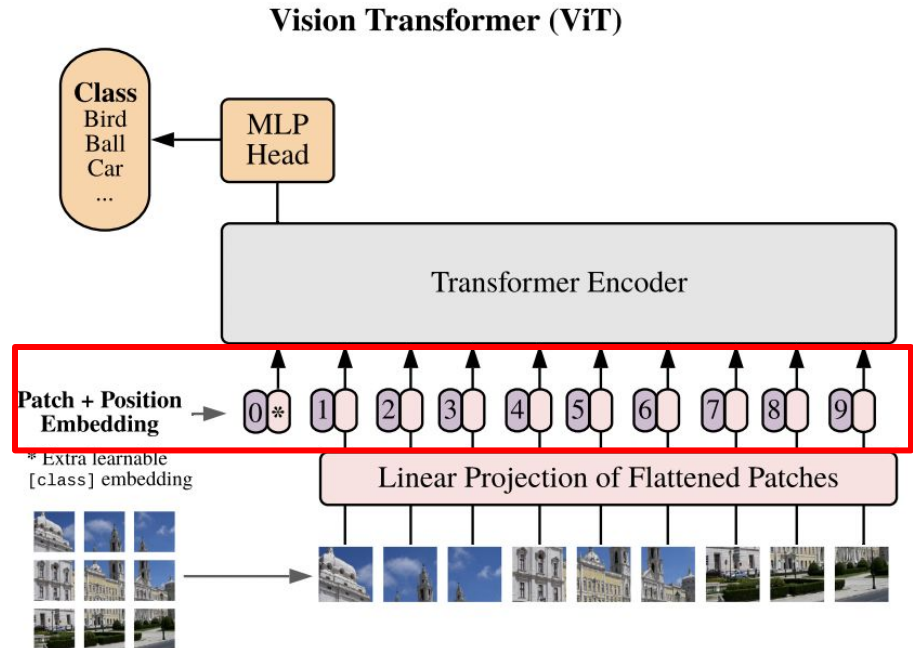 Vision Transformer (ViT)
Class
Bird
Ball
Car
...
MLP
Head
Transformer Encoder
Patch + Position
Embedding
0 * 1 2 3 4 5 6 7 8 9
* Extra learnable
[class] embedding
Linear Projection of Flattened Patches